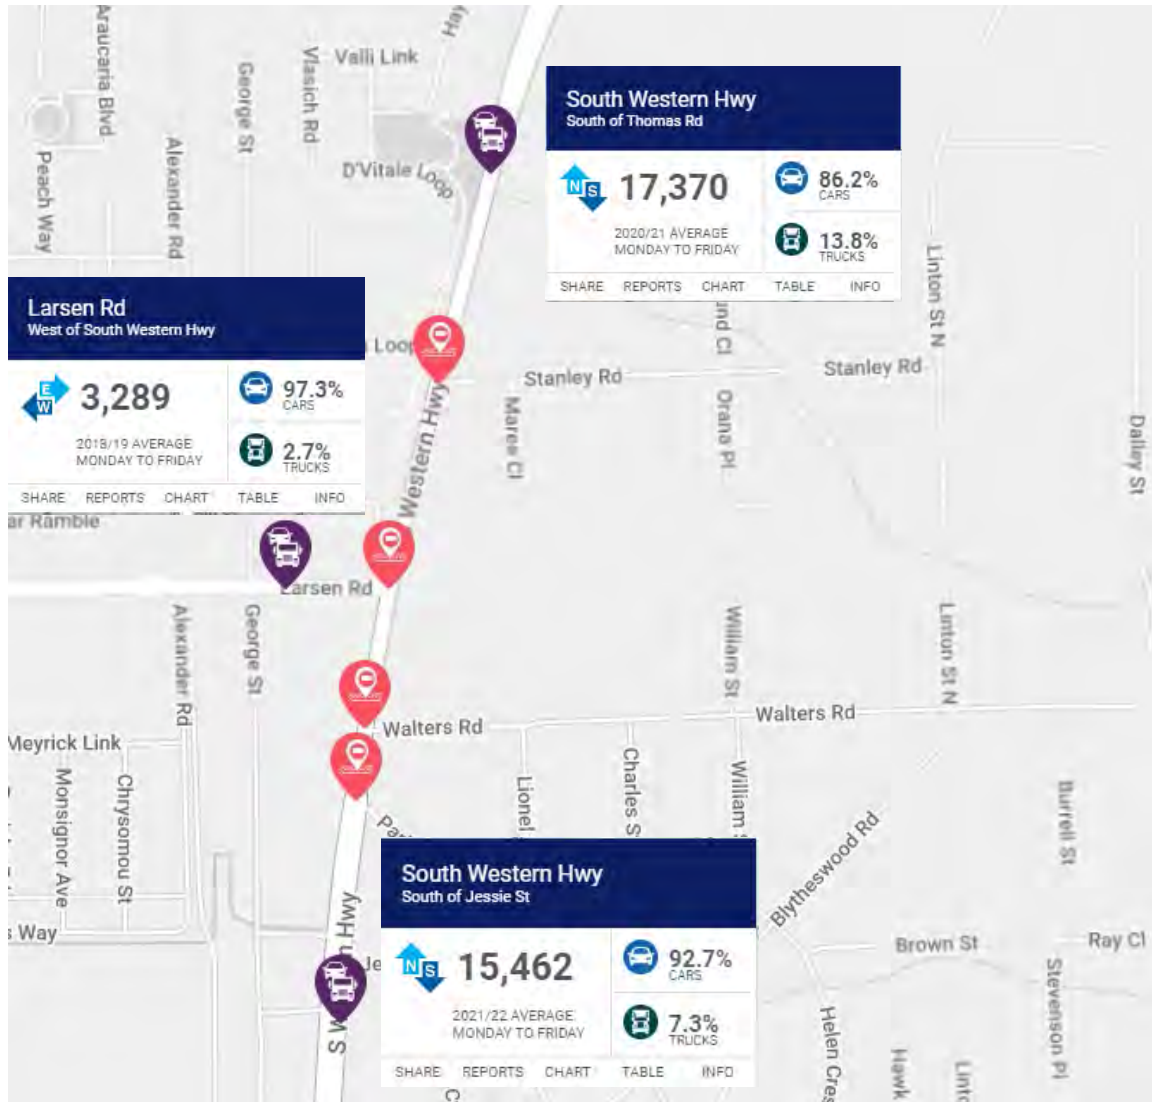 Araucaria Blvd
Hay
Valli Link
Vlasich Rd
George St
Alexander Rd
Peach Way
D'Vitale Loop
South Western Hwy
South of Thomas Rd
N S
17,370
2020/21 AVERAGE
MONDAY TO FRIDAY
86.2%
CARS
13.8%
TRUCKS
SHARE REPORTS CHART TABLE INFO
Linton St N
und Cl
Larsen Rd
West of South Western Hwy
E W
3,289
2018/19 AVERAGE
MONDAY TO FRIDAY
97.3%
CARS
2.7%
TRUCKS
SHARE REPORTS CHART TABLE INFO
Loop
Stanley Rd
Stanley Rd
Western Hwy
Maree Cl
Orana Pl
Dalley St
ar Ramble
Larsen Rd
Alexander Rd
George St
William St
Linton St N
Walters Rd
Walters Rd
Meyrick Link
Monsignor Ave
Chrysomou St
Lionel
Charles S
William S
Burrell St
Blytheswood Rd
s Way
South Western Hwy
South of Jessie St
N S
15,462
2021/22 AVERAGE
MONDAY TO FRIDAY
92.7%
CARS
7.3%
TRUCKS
SHARE REPORTS CHART TABLE INFO
n Hwy
Je
S W
Brown St
Ray Cl
Stevenson Pl
Helen Cres
Hawk
Linto
C